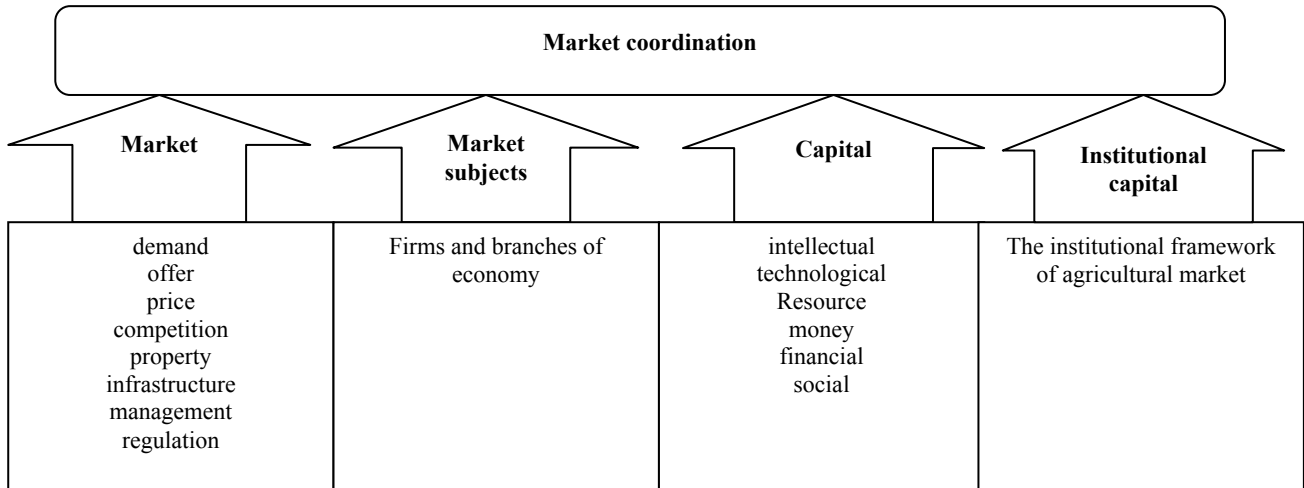 Market coordination
Market
Market
subjects
Capital
Institutional
capital
demand
offer
price
competition
property
infrastructure
management
regulation
Firms and branches of
economy
intellectual
technological
Resource
money
financial
social
The institutional framework
of agricultural market